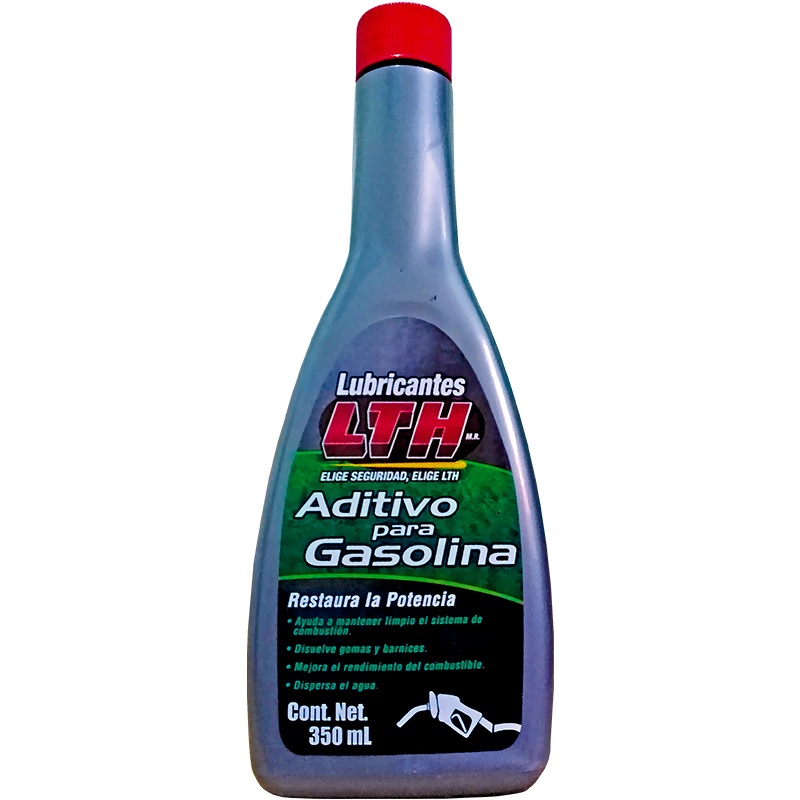 Lubricantes
LTH M.R.
ELIGE SEGURIDAD, ELIGE LTH
Aditivo
para
Gasolina
Restaura la Potencia
• Ayuda a mantener limpio el sistema de
combustión.
• Disuelve gomas y barnices.
• Mejora el rendimiento del combustible.
• Dispersa el agua.
Cont. Net.
350 mL